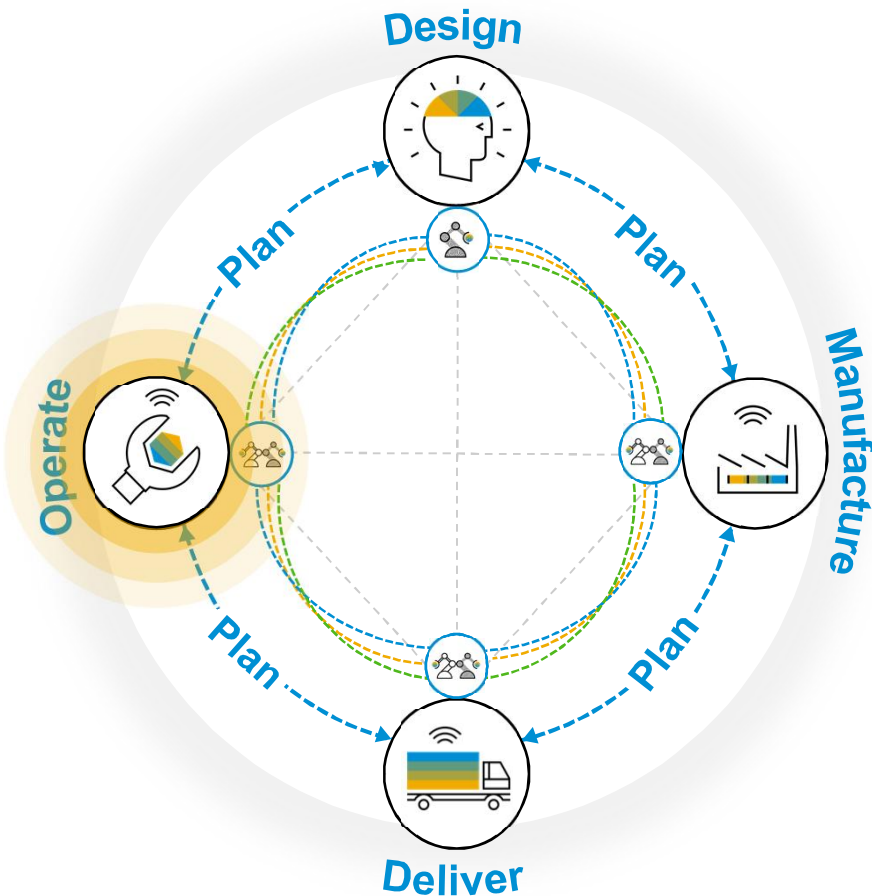 Design
Plan
Plan
Operate
Manufacture
Plan
Plan
Deliver